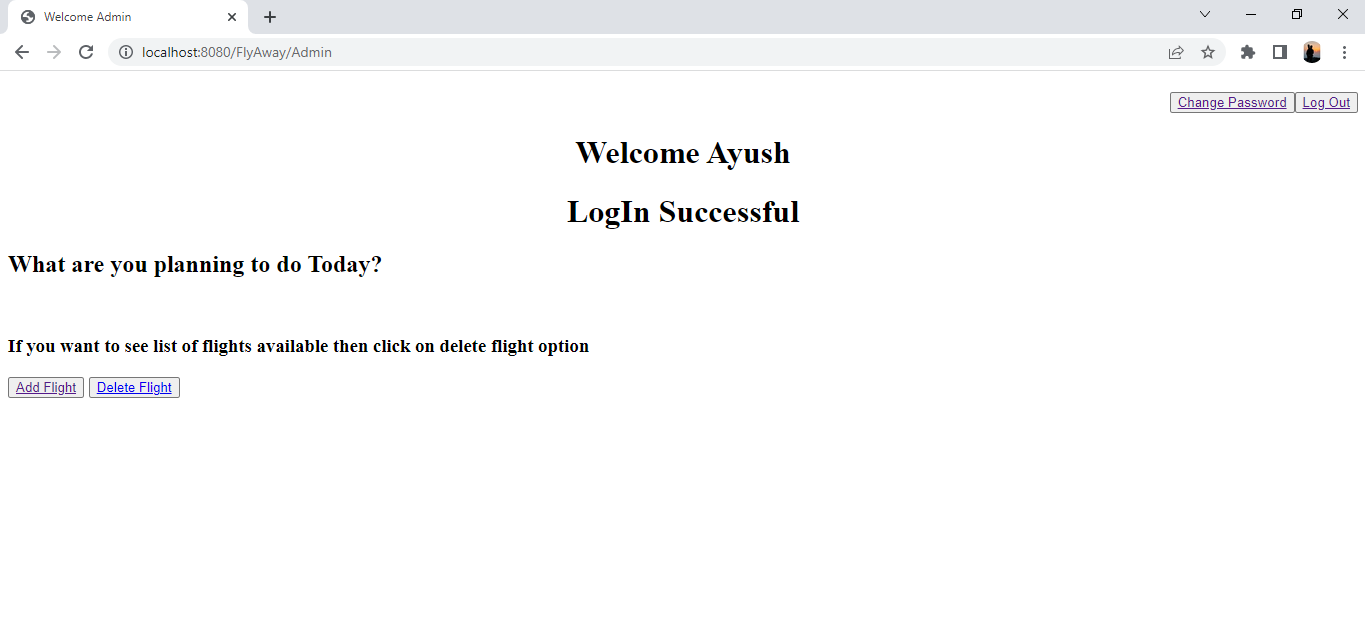 Welcome Admin
localhost:8080/FlyAway/Admin
Change Password Log Out
Welcome Ayush
LogIn Successful
What are you planning to do Today?
If you want to see list of flights available then click on delete flight option
Add Flight Delete Flight